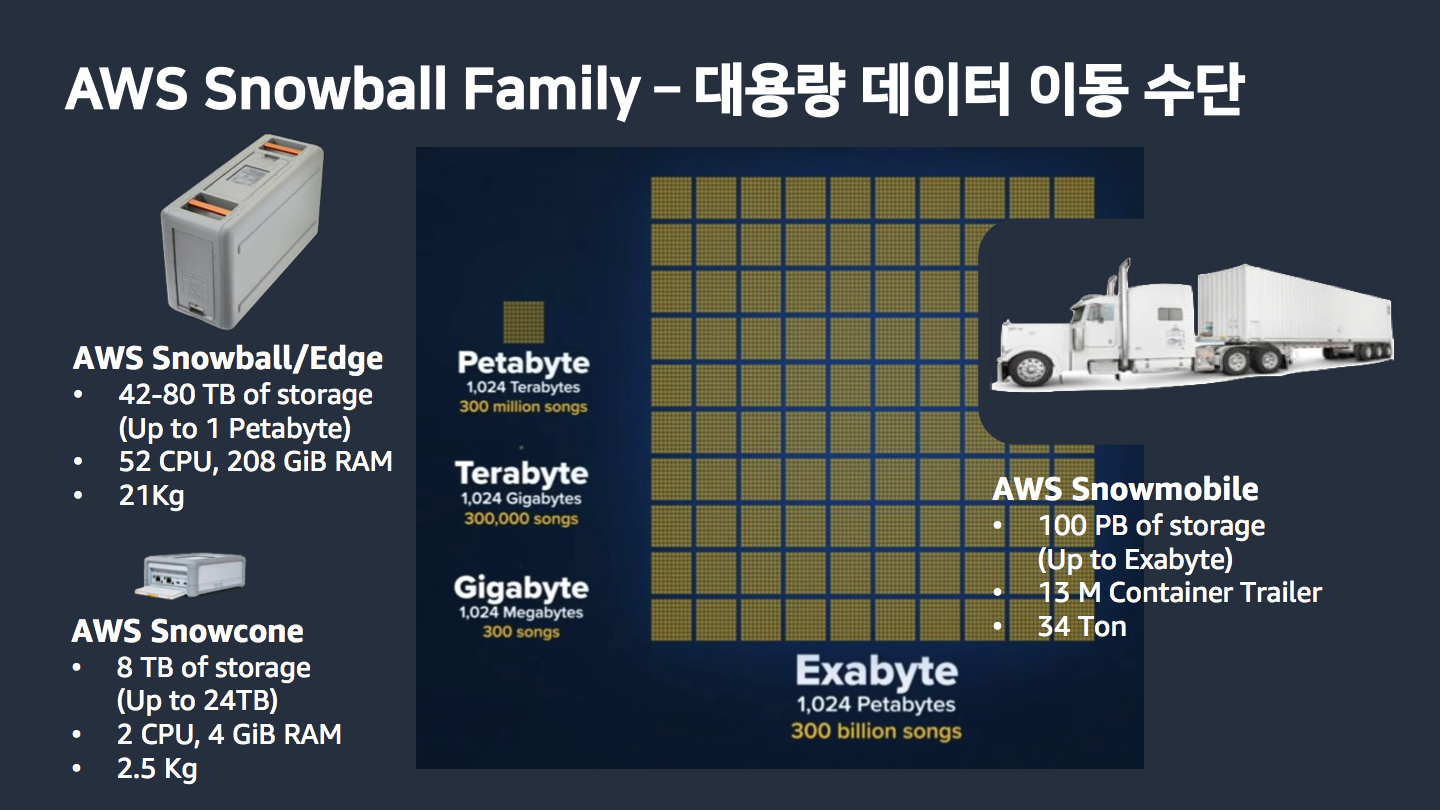 AWS Snowball Family – 대용량 데이터 이동 수단
AWS Snowball/Edge
• 42-80 TB of storage
(Up to 1 Petabyte)
• 52 CPU, 208 GiB RAM
• 21Kg
AWS Snowcone
• 8 TB of storage
(Up to 24TB)
• 2 CPU, 4 GiB RAM
• 2.5 Kg
Petabyte
1,024 Terabytes
300 million songs
Terabyte
1,024 Gigabytes
300,000 songs
Gigabyte
1,024 Megabytes
300 songs
Exabyte
1,024 Petabytes
300 billion songs
AWS Snowmobile
• 100 PB of storage
(Up to Exabyte)
• 13 M Container Trailer
• 34 Ton